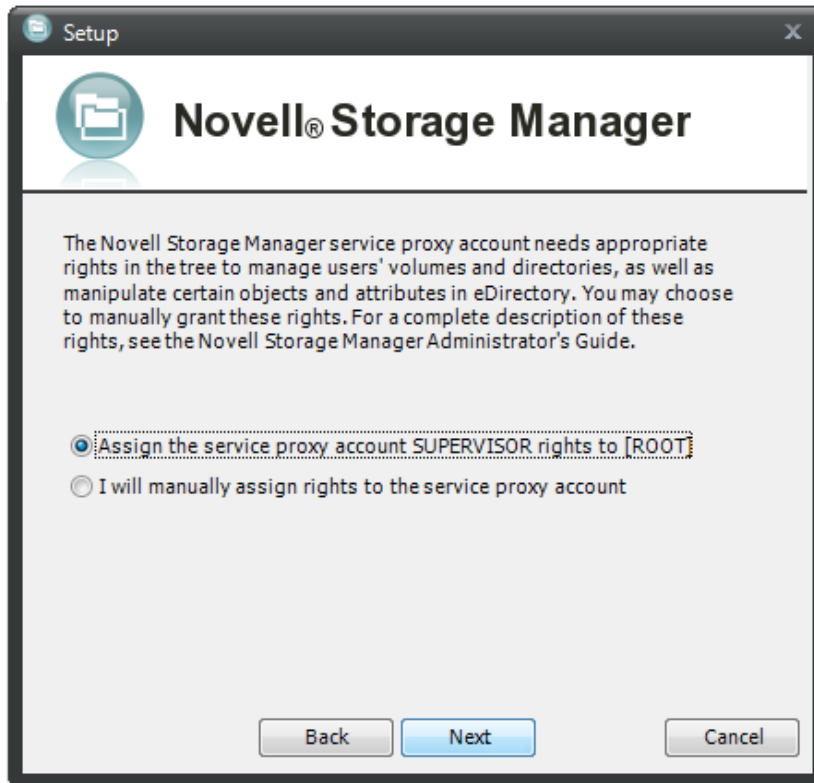 Setup
Novell® Storage Manager
The Novell Storage Manager service proxy account needs appropriate
rights in the tree to manage users' volumes and directories, as well as
manipulate certain objects and attributes in eDirectory. You may choose
to manually grant these rights. For a complete description of these
rights, see the Novell Storage Manager Administrator's Guide.
Assign the service proxy account SUPERVISOR rights to [ROOT]
I will manually assign rights to the service proxy account
Back Next Cancel